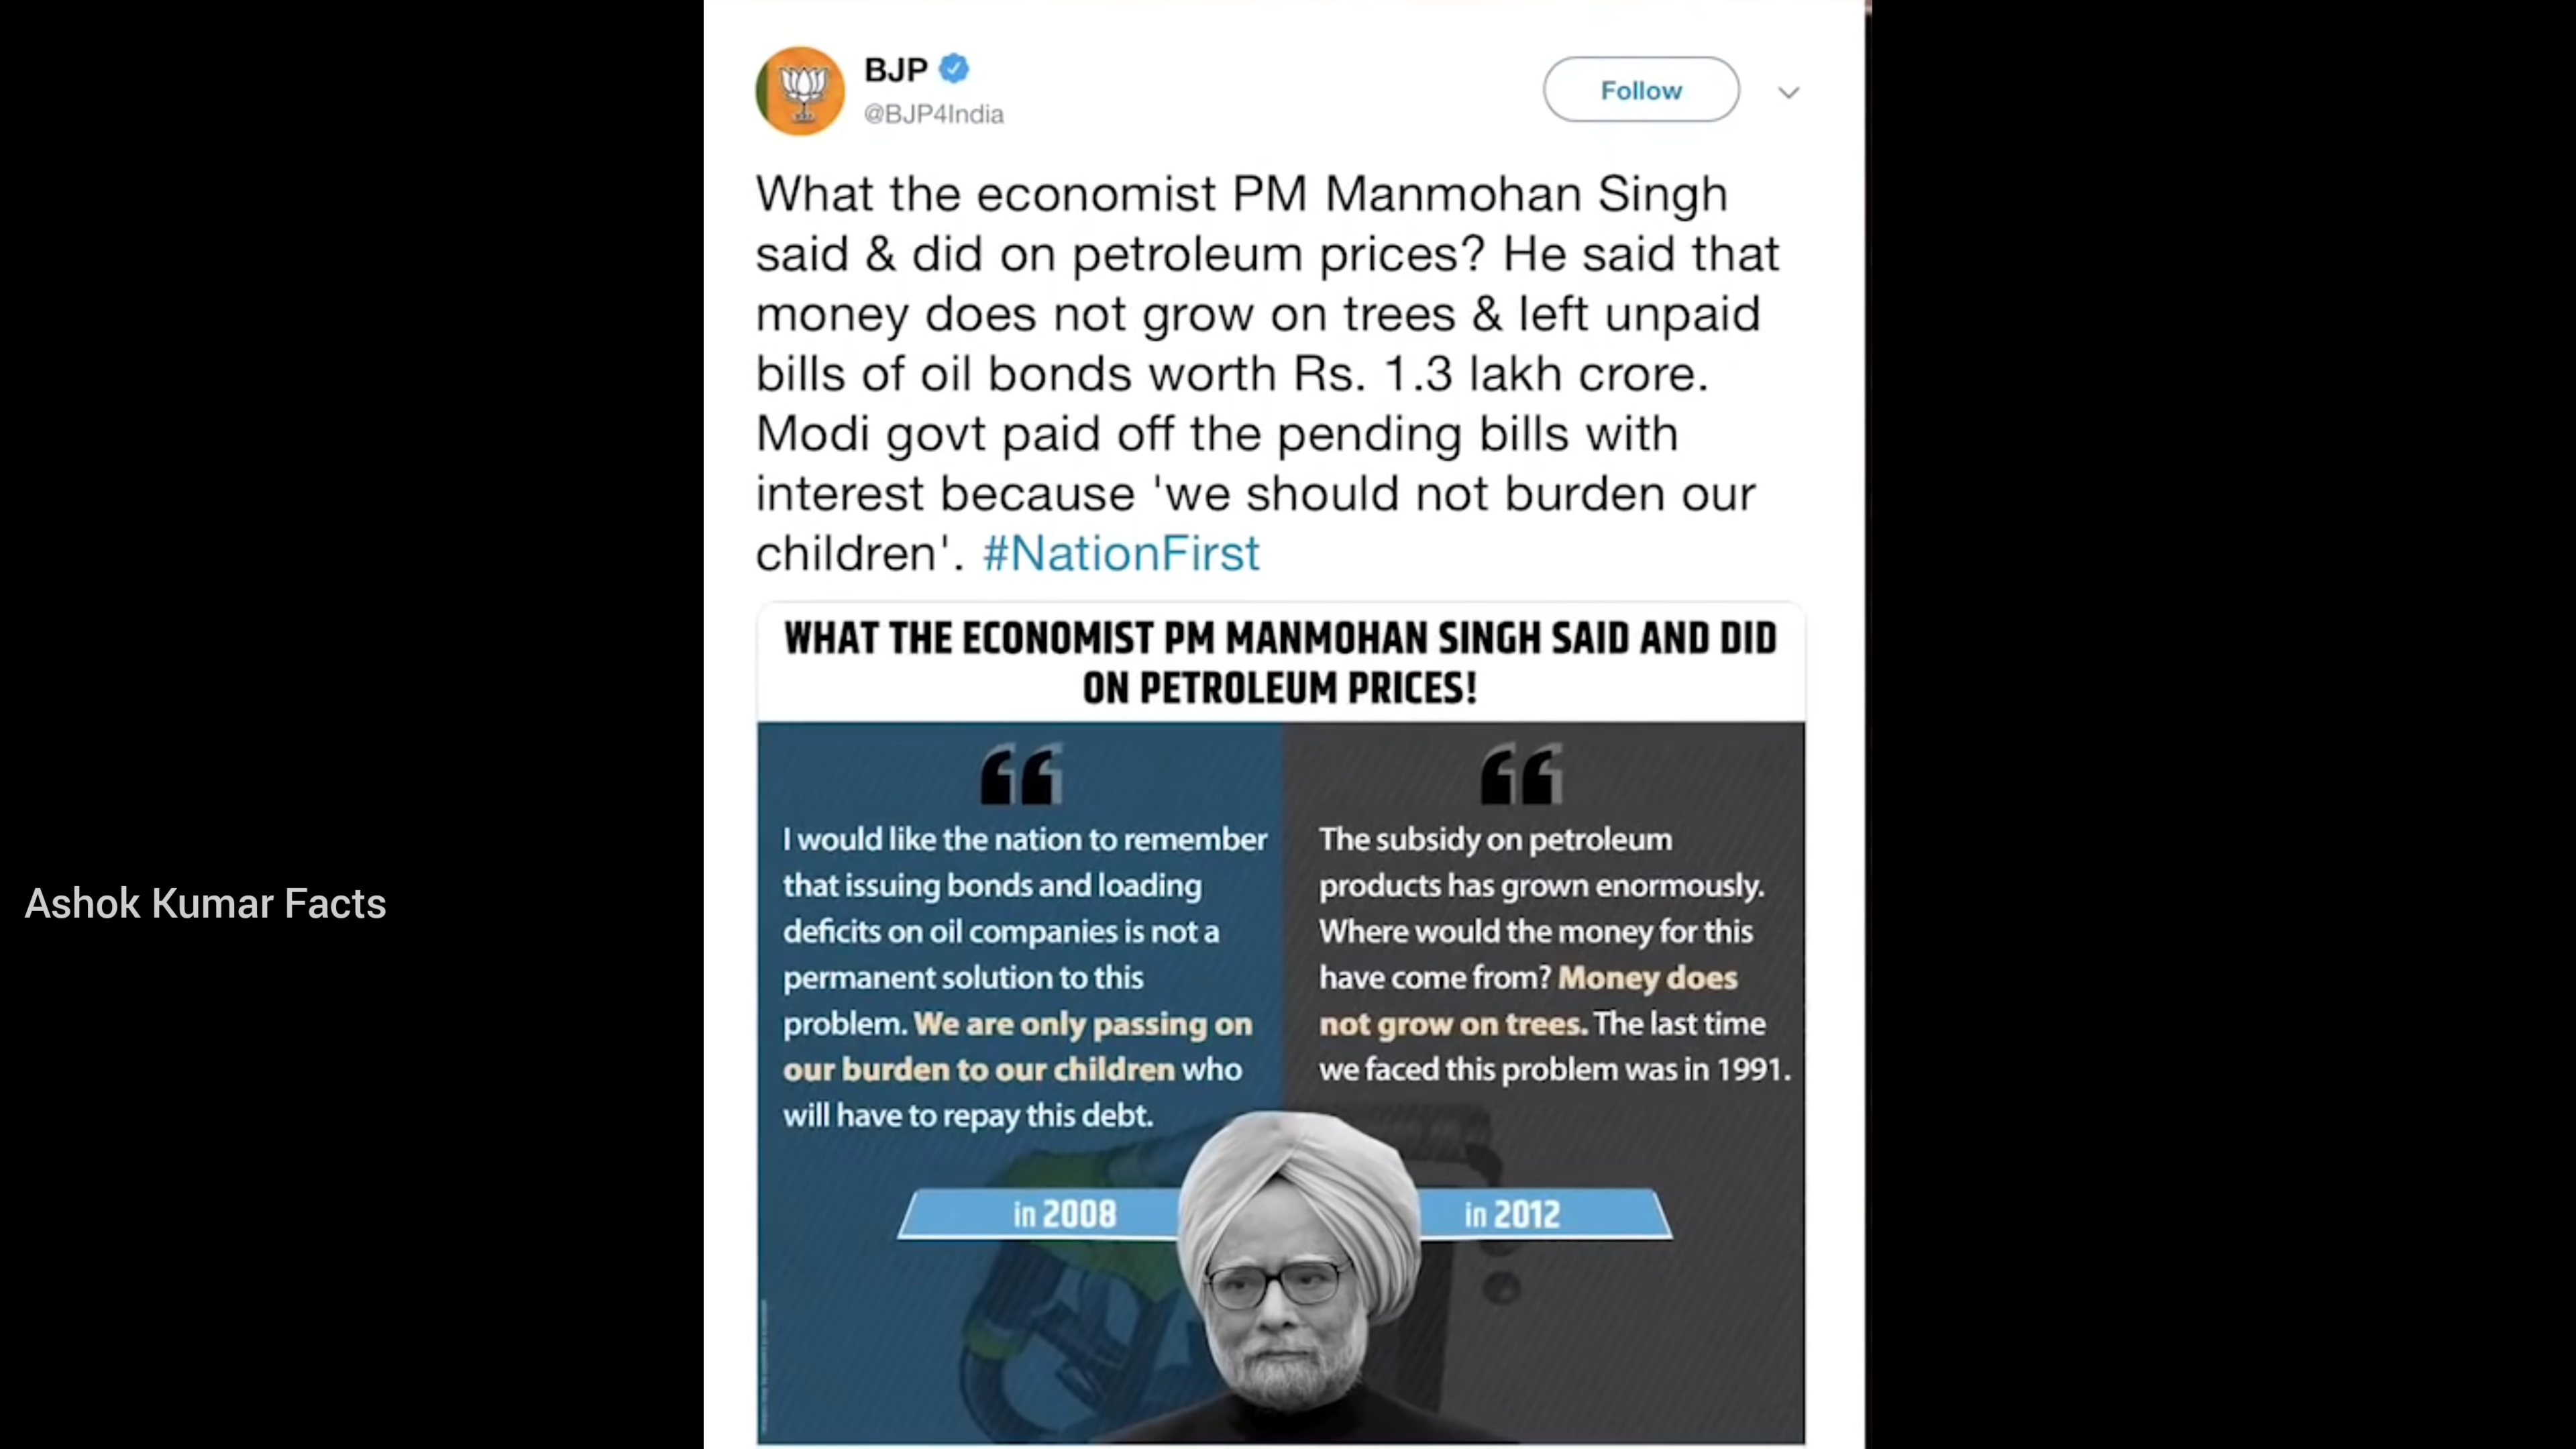 BJP
@BJP4India
Follow
What the economist PM Manmohan Singh
said & did on petroleum prices? He said that
money does not grow on trees & left unpaid
bills of oil bonds worth Rs. 1.3 lakh crore.
Modi govt paid off the pending bills with
interest because 'we should not burden our
children'. #NationFirst
WHAT THE ECONOMIST PM MANMOHAN SINGH SAID AND DID
ON PETROLEUM PRICES!
“
I would like the nation to remember
that issuing bonds and loading
deficits on oil companies is not a
permanent solution to this
problem. We are only passing on
our burden to our children who
will have to repay this debt.
in 2008
“
The subsidy on petroleum
products has grown enormously.
Where would the money for this
have come from? Money does
not grow on trees. The last time
we faced this problem was in 1991.
in 2012
Ashok Kumar Facts